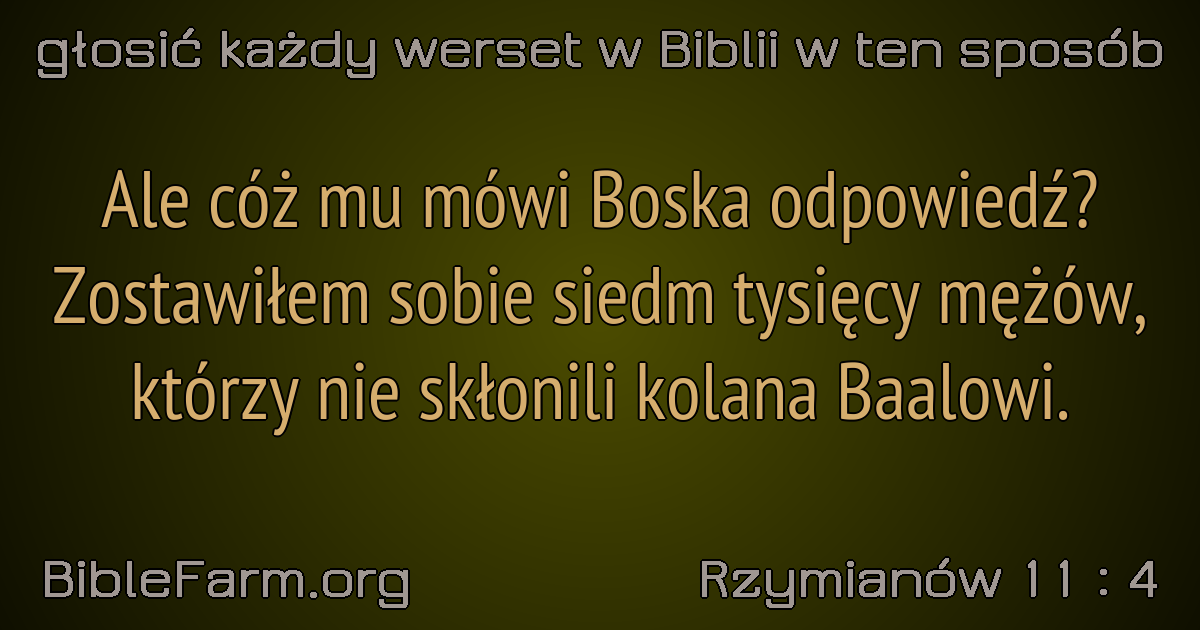 głosić każdy werset w Biblii w ten sposób
Ale cóż mu mówi Boska odpowiedź?
Zostawiłem sobie siedm tysięcy mężów,
którzy nie skłonili kolana Baalowi.
BibleFarm.org
Rzymianów 11 : 4